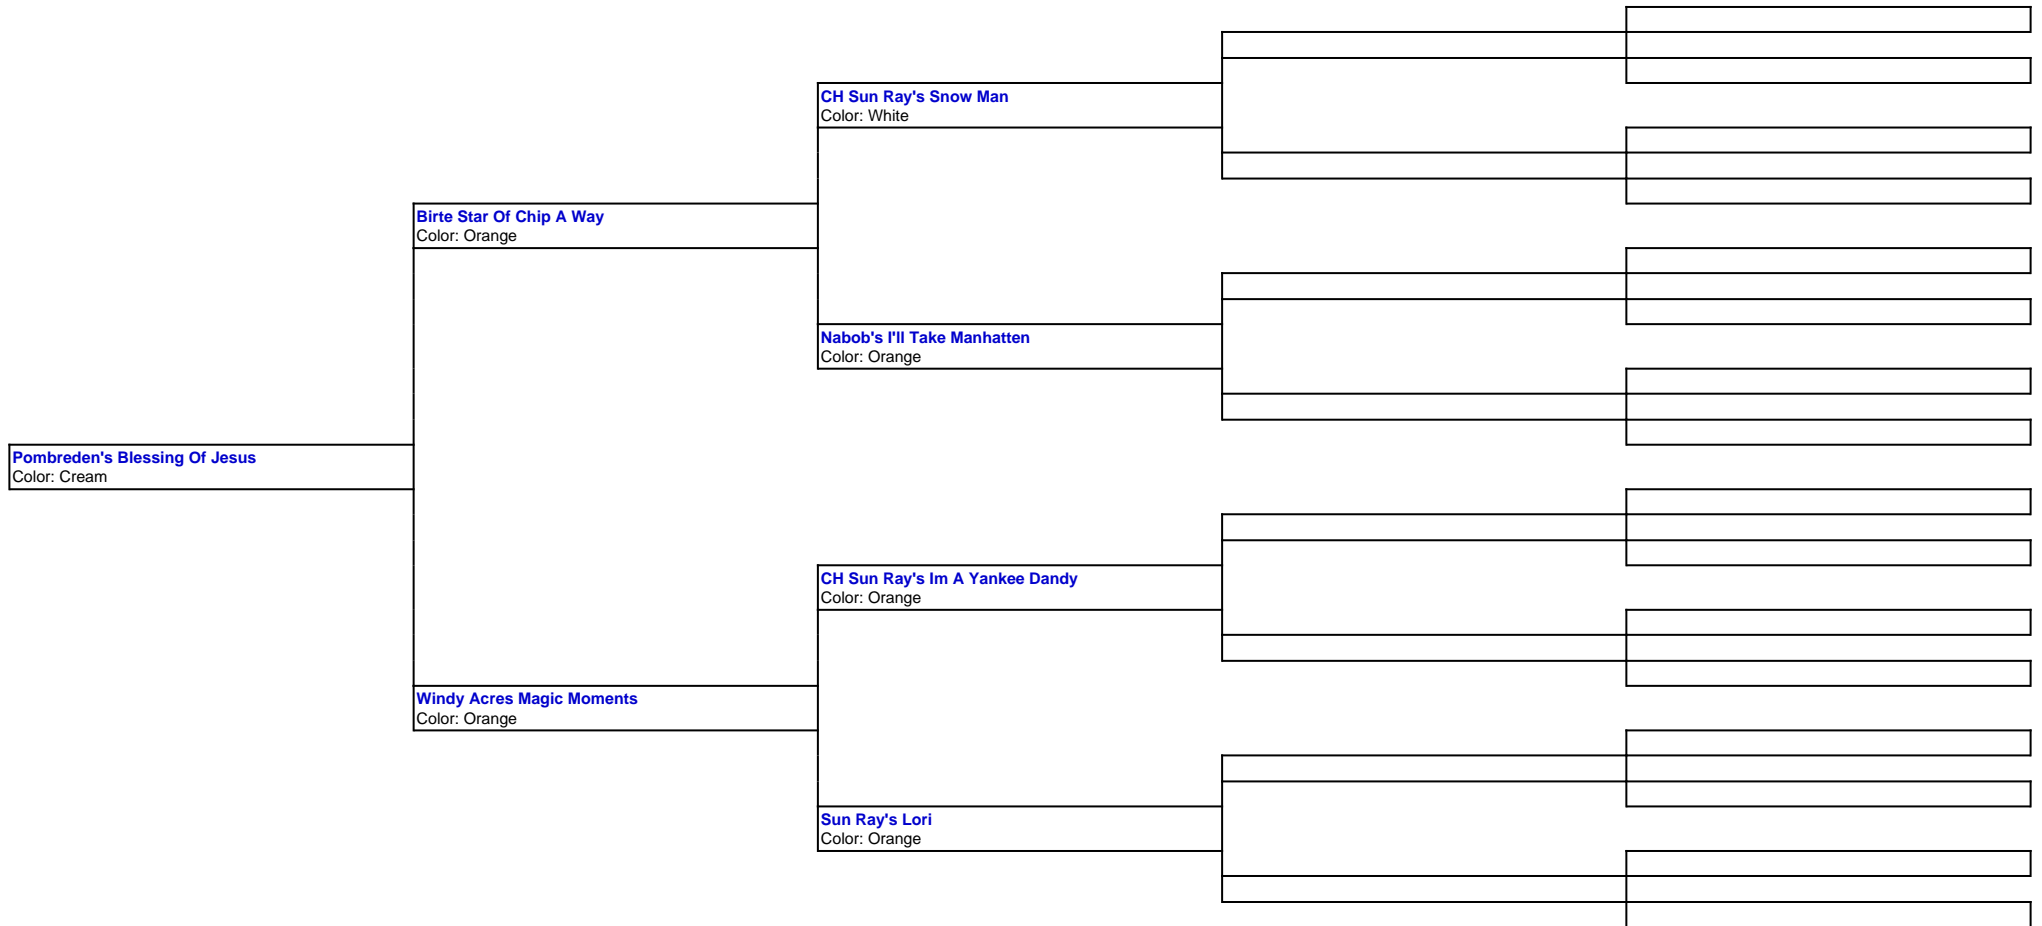 CH Sun Ray's Snow Man
Color: White
Birte Star Of Chip A Way
Color: Orange
Nabob's I'll Take Manhatten
Color: Orange
Pombreden's Blessing Of Jesus
Color: Cream
CH Sun Ray's Im A Yankee Dandy
Color: Orange
Windy Acres Magic Moments
Color: Orange
Sun Ray's Lori
Color: Orange